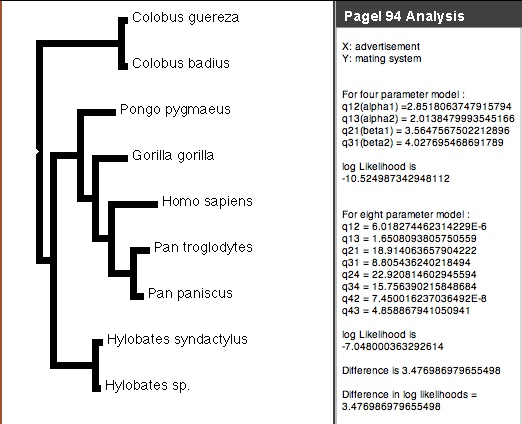 Colobus guereza
Colobus badius
Pongo pygmaeus
Gorilla gorilla
Homo sapiens
Pan troglodytes
Pan paniscus
Hylobates syndactylus
Hylobates sp.
Pagel 94 Analysis
X: advertisement
Y: mating system
For four parameter model :
q12(alpha1) =2.8518063747915794
q13(alpha2) = 2.0138479993545166
q21(beta1) = 3.5647567502212896
q31(beta2) = 4.027695468691789
log Likelihood is
-10.524987342948112
For eight parameter model :
q12 = 6.018274462314229E-6
q13 = 1.6508093805750559
q21 = 18.914063657904222
q31 = 8.805436240218494
q24 = 22.920814602945594
q34 = 15.756390215848684
q42 = 7.450016237036492E-8
q43 = 4.858867941050941
log Likelihood is
-7.048000363292614
Difference is 3.476986979655498
Difference in log likelihoods =
3.476986979655498